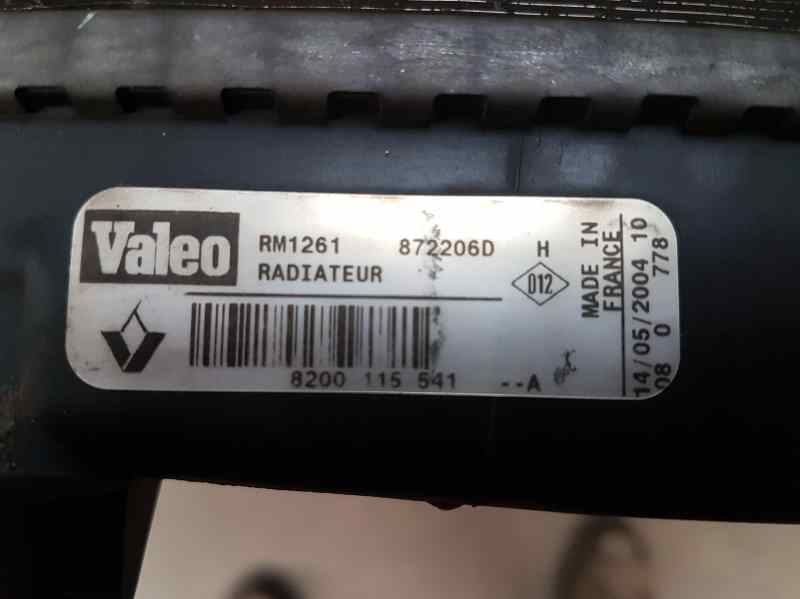 Valeo
RM1261 872206D H
RADIATEUR
D12
8200 115 541 --A
MADE IN
FRANCE
14/05/2004 10
08 0 778